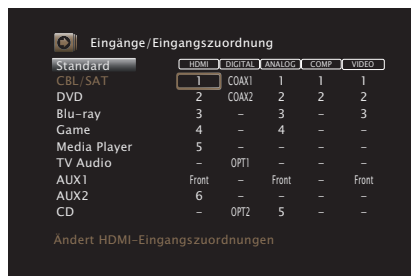 Eingänge/Eingangszuordnung
Standard HDMI DIGITAL ANALOG COMP VIDEO
CBL/SAT 1 COAX1 1 1 1
DVD 2 COAX2 2 2 2
Blu-ray 3 – 3 – 3
Game 4 – 4 – –
Media Player 5 – – – –
TV Audio – OPT1 – – –
AUX1 Front – Front – Front
AUX2 6 – – – –
CD – OPT2 5 – –
Ändert HDMI-Eingangszuordnungen